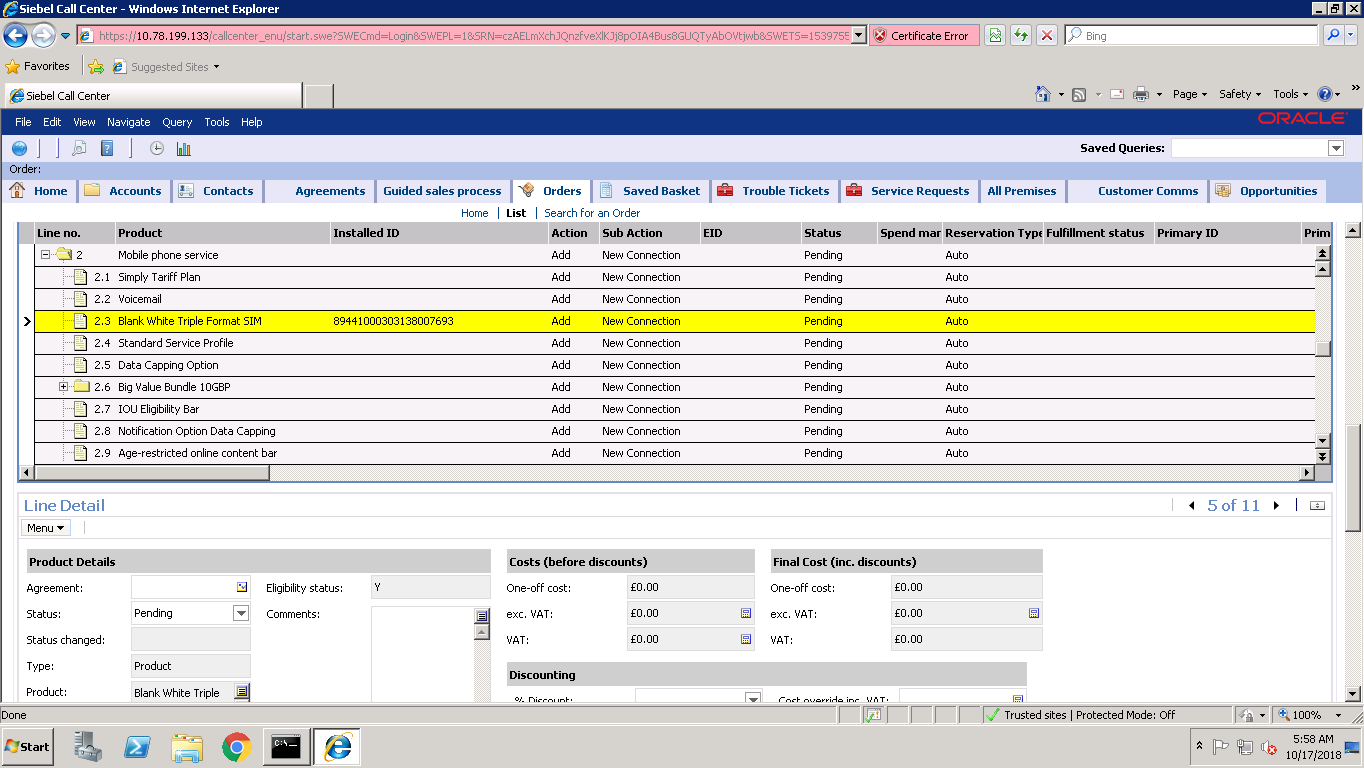 Siebel Call Center - Windows Internet Explorer
https://10.78.199.133/callcenter_enu/start.swe?SWECmd=Login&SWEPL=1&SRN= Certificate Error Bing
Favorites Suggested Sites
Siebel Call Center Page Safety Tools »
File Edit View Navigate Query Tools Help ORACLE
Saved Queries:
Order:
Home Accounts Contacts Agreements Guided sales process Orders Saved Basket Trouble Tickets Service Requests All Premises Customer Comms Opportunities
Home | List | Search for an Order
Line no. Product Installed ID Action Sub Action EID Status Spend mar Reservation Type Fulfillment status Primary ID Prim
2 Mobile phone service Add New Connection Pending Auto
2.1 Simply Tariff Plan Add New Connection Pending Auto
2.2 Voicemail Add New Connection Pending Auto
2.3 Blank White Triple Format SIM 89441000303138007693 Add New Connection Pending Auto
2.4 Standard Service Profile Add New Connection Pending Auto
2.5 Data Capping Option Add New Connection Pending Auto
2.6 Big Value Bundle 10GBP Add New Connection Pending Auto
2.7 IOU Eligibility Bar Add New Connection Pending Auto
2.8 Notification Option Data Capping Add New Connection Pending Auto
2.9 Age-restricted online content bar Add New Connection Pending Auto
Line Detail 5 of 11
Menu
Product Details Costs (before discounts) Final Cost (inc. discounts)
Agreement: Eligibility status: Y One-off cost: £0.00 One-off cost: £0.00
Status: Pending Comments: exc. VAT: £0.00 exc. VAT: £0.00
Status changed: VAT: £0.00 VAT: £0.00
Type: Product
Discounting
Product: Blank White Triple
% Discount: Cost override inc. VAT:
Done Trusted sites | Protected Mode: Off 100%
Start C:\. 5:58 AM
10/17/2018